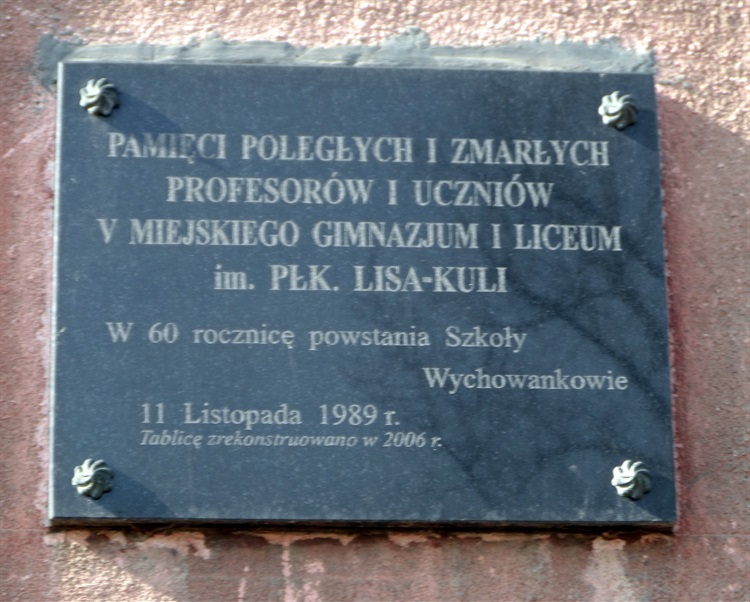 PAMIĘCI POLEGŁYCH I ZMARŁYCH
PROFESORÓW I UCZNIÓW
V MIEJSKIEGO GIMNAZJUM I LICEUM
im. PŁK. LISA-KULI
W 60 rocznicę powstania Szkoły
Wychowankowie
11 Listopada 1989 r.
Tablicę zrekonstruowano w 2006 r.